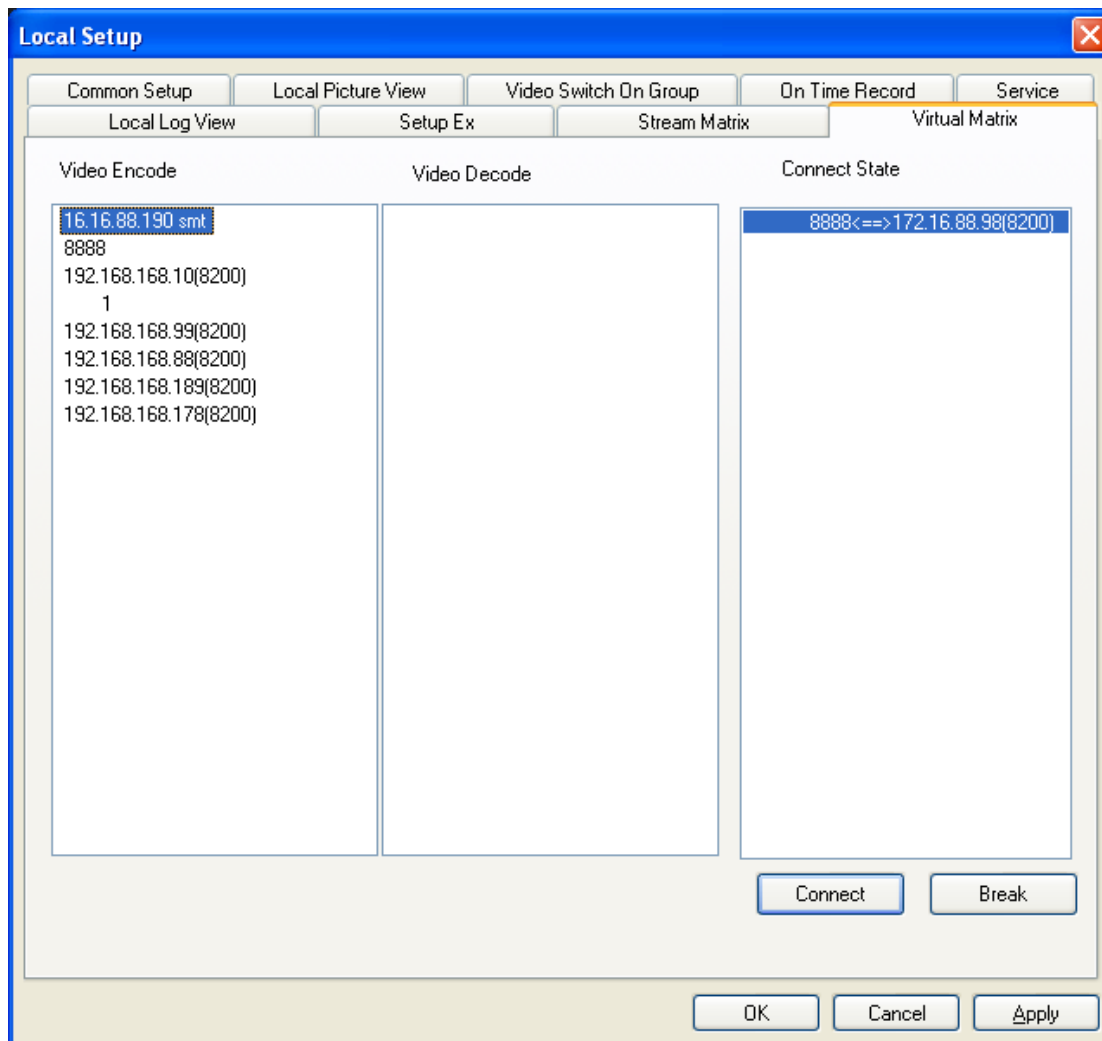 Local Setup
Common Setup
Local Picture View
Video Switch On Group
On Time Record
Service
Local Log View
Setup Ex
Stream Matrix
Virtual Matrix
Video Encode
Video Decode
Connect State
16.16.88.190 smt
8888
192.168.168.10(8200)
1
192.168.168.99(8200)
192.168.168.88(8200)
192.168.168.189(8200)
192.168.168.178(8200)
8888<==>172.16.88.98(8200)
Connect
Break
OK
Cancel
Apply